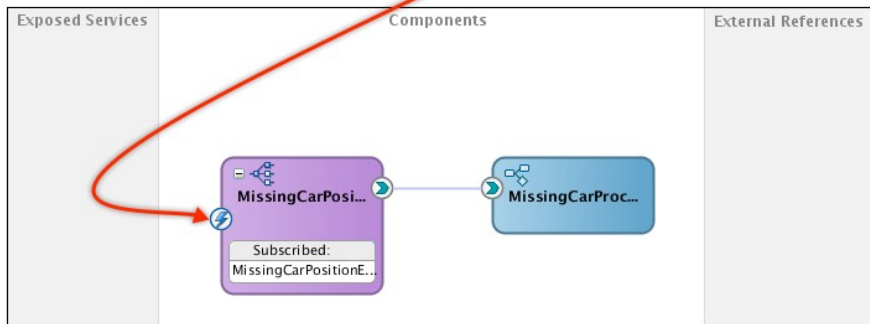 Exposed Services
Components
External References
MissingCarPosi...
MissingCarProc...
Subscribed:
MissingCarPositionE...